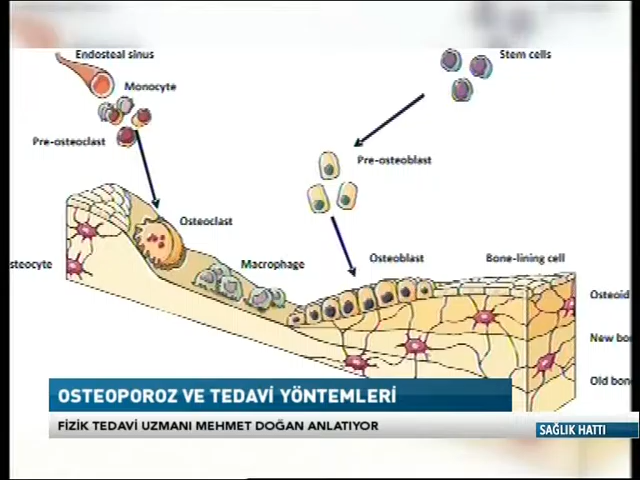 Endosteal sinus
Stem cells
Monocyte
Pre-osteoclast
Pre-osteoblast
Osteoclast
Osteoblast
Bone-lining cell
Macrophage
steocyte
Osteoid
New bo
Old bon
OSTEOPOROZ VE TEDAVİ YÖNTEMLERİ
FİZİK TEDAVİ UZMANI MEHMET DOĞAN ANLATIYOR
SAĞLIK HATTI